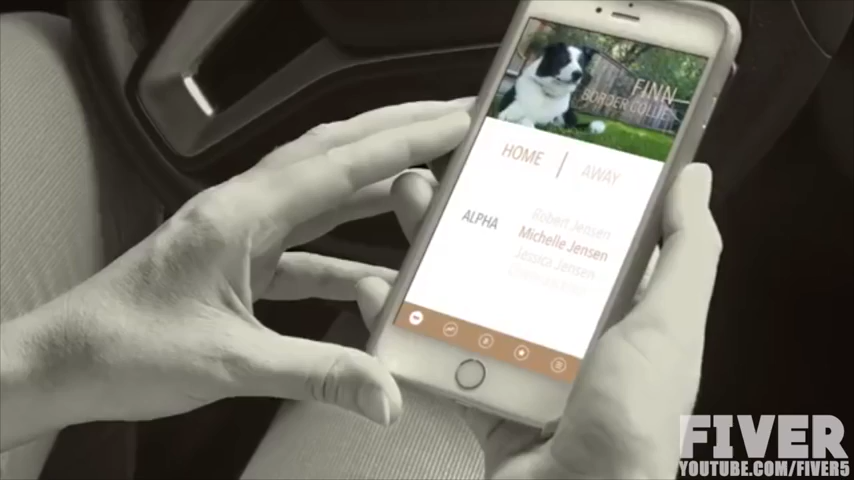 FINN
BORDER COLLIE
HOME | AWAY
Robert Jensen
ALPHA Michelle Jensen
Jessica Jensen
FIVER
YOUTUBE.COM/FIVER5